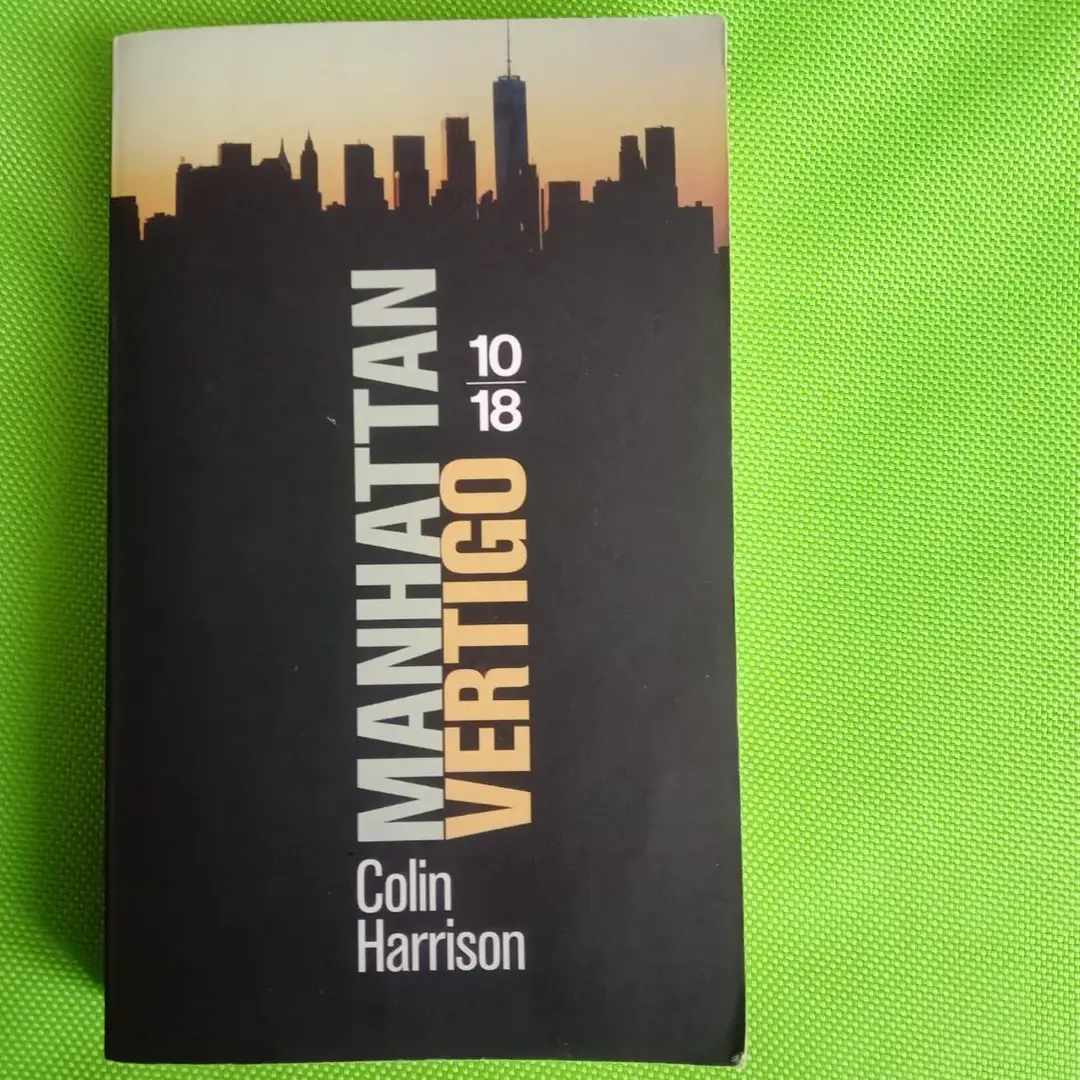 MANHATTAN
VERTIGO
10
18
Colin
Harrison